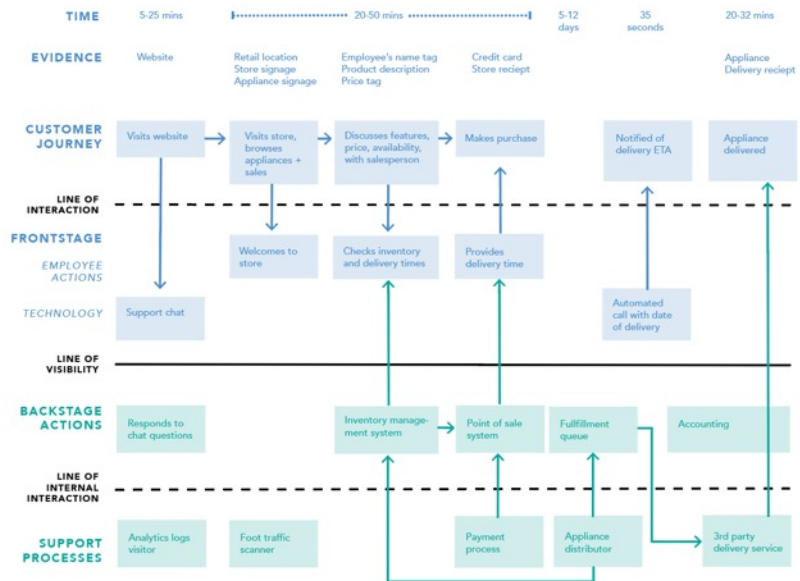 TIME
5-25 mins
20-50 mins
5-12
days
35
seconds
20-32 mins
EVIDENCE
Website
Retail location
Store signage
Appliance signage
Employee's name tag
Product description
Price tag
Credit card
Store reciept
Appliance
Delivery reciept
CUSTOMER
JOURNEY
Visits website
Visits store,
browses
appliances +
sales
Discusses features,
price, availability,
with salesperson
Makes purchase
Notified of
delivery ETA
Appliance
delivered
LINE OF
INTERACTION
FRONTSTAGE
EMPLOYEE
ACTIONS
Welcomes to
store
Checks inventory
and delivery times
Provides
delivery time
TECHNOLOGY
Support chat
Automated
call with date
of delivery
LINE OF
VISIBILITY
BACKSTAGE
ACTIONS
Responds to
chat questions
Inventory manage-
ment system
Point of sale
system
Fullfillment
queue
Accounting
LINE OF
INTERNAL
INTERACTION
SUPPORT
PROCESSES
Analytics logs
visitor
Foot traffic
scanner
Payment
process
Appliance
distributor
3rd party
delivery service